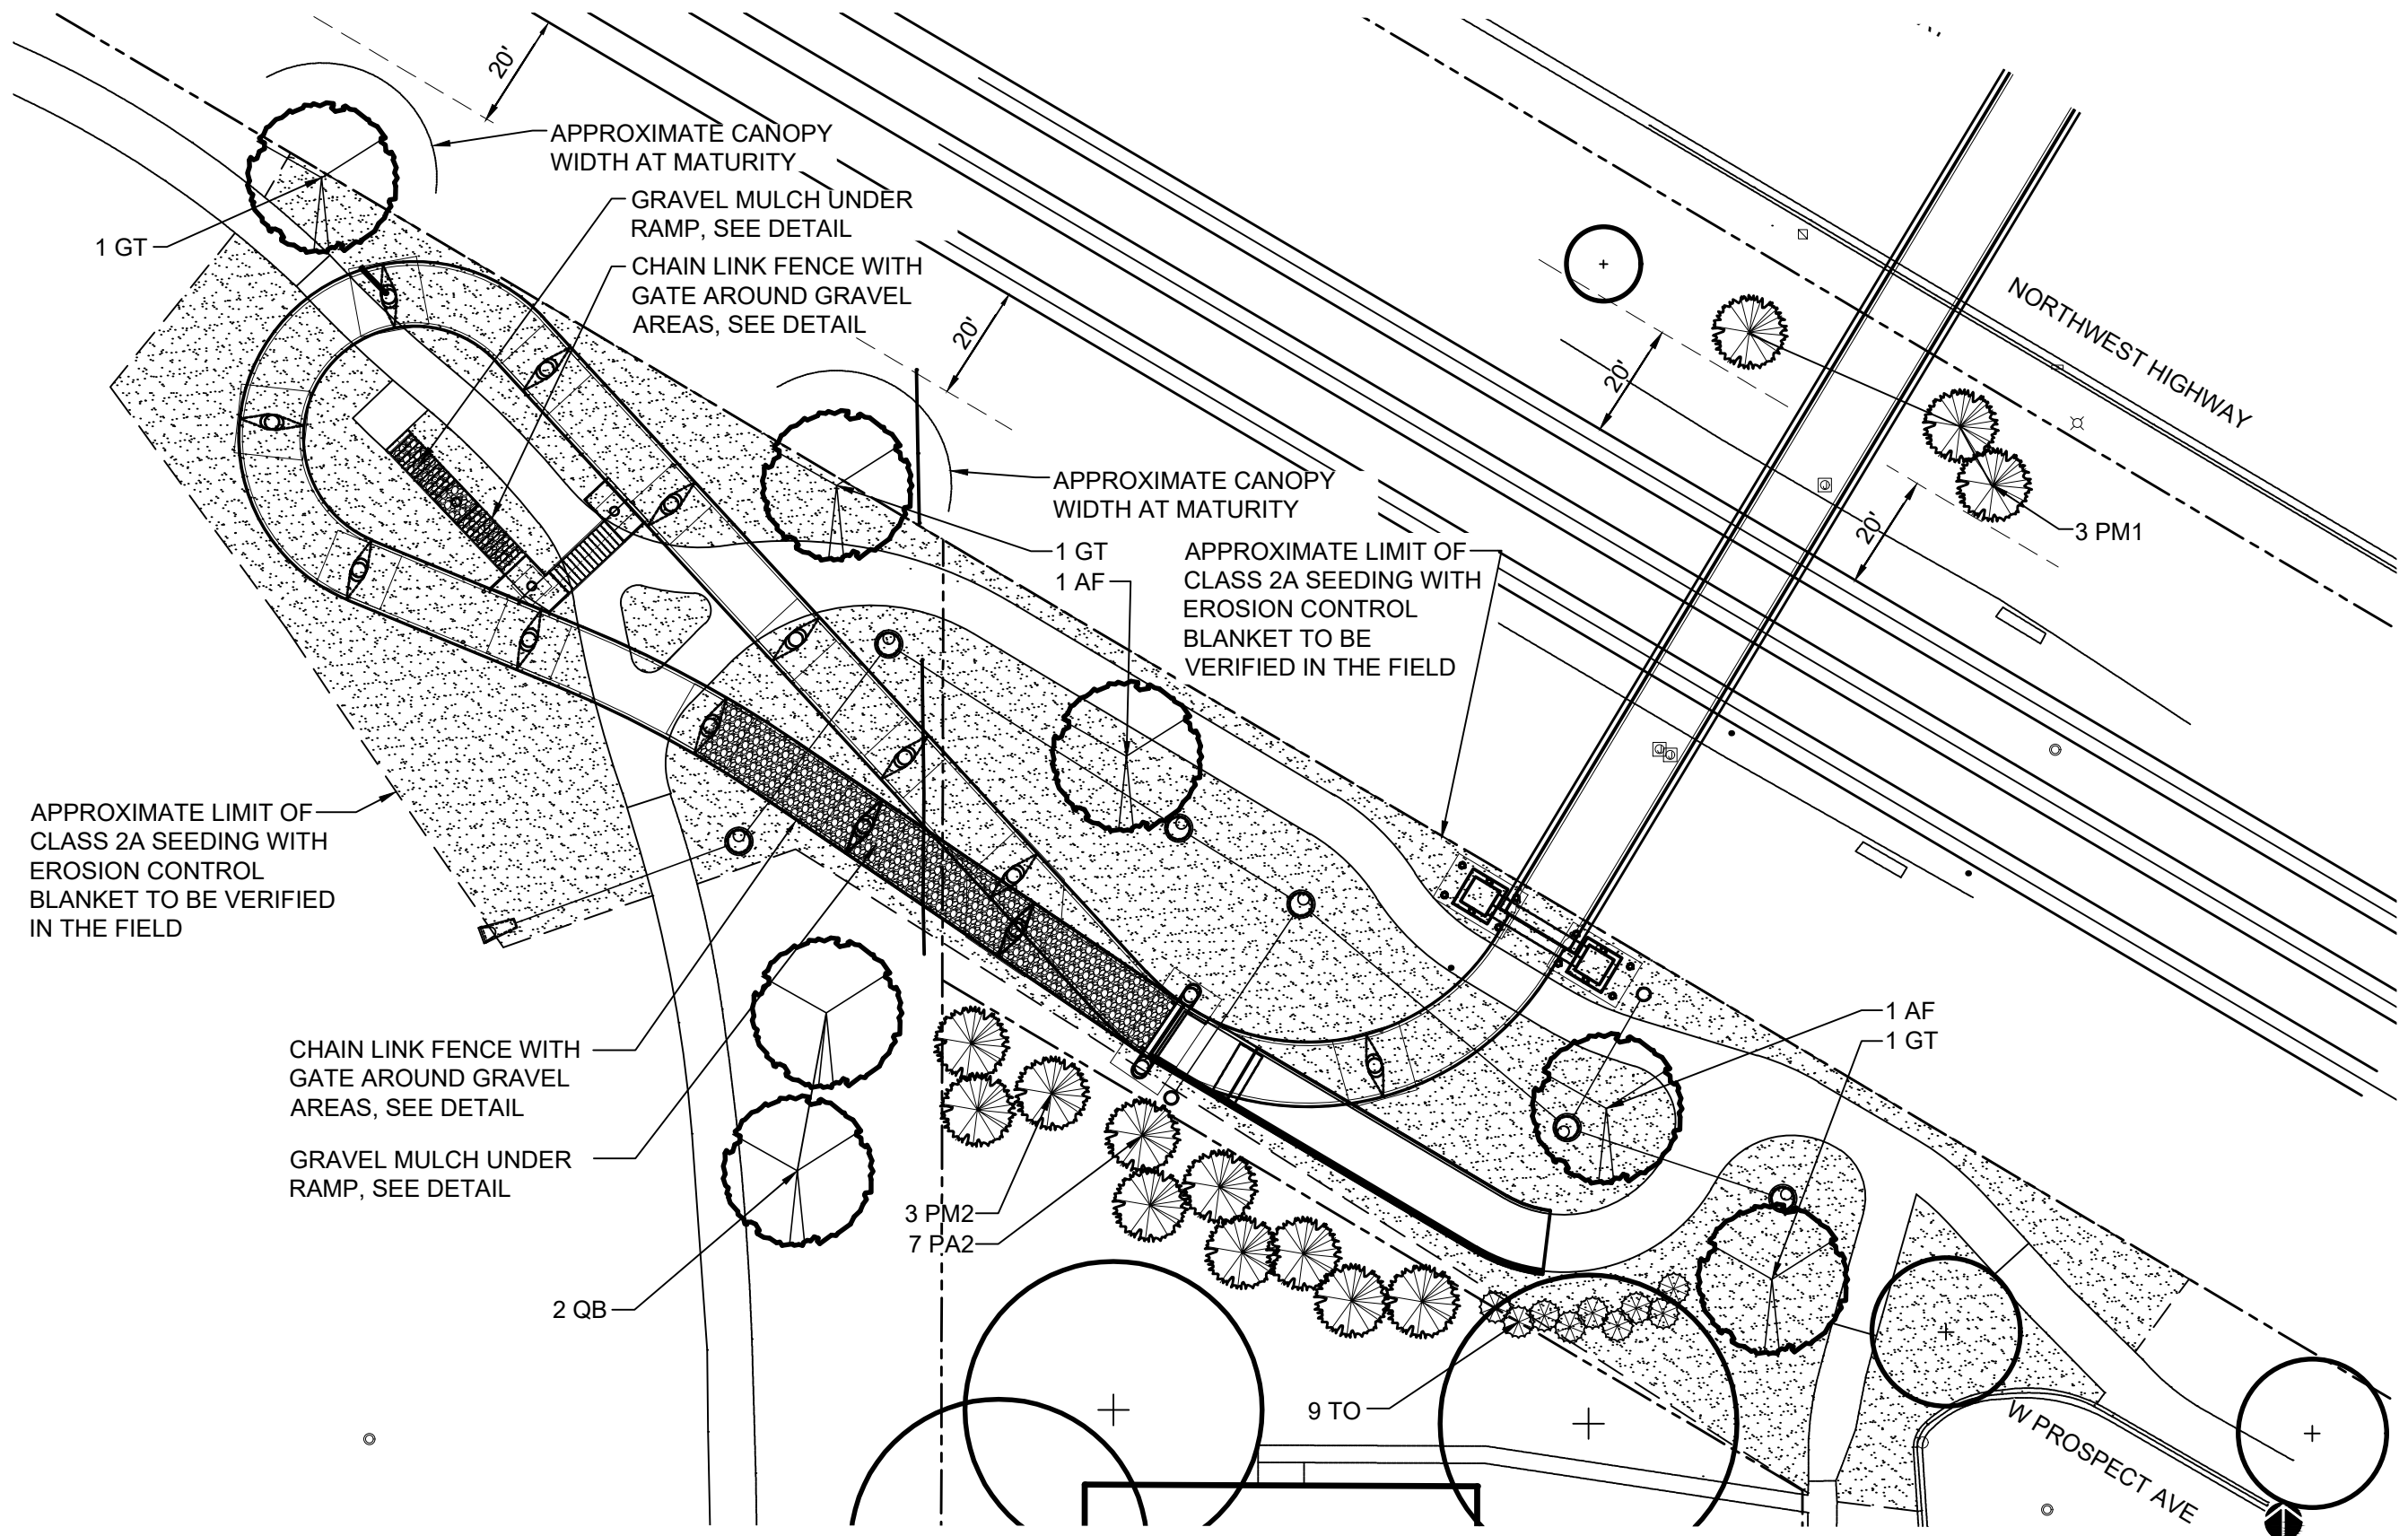 20'
APPROXIMATE CANOPY
WIDTH AT MATURITY
GRAVEL MULCH UNDER
RAMP, SEE DETAIL
1 GT
CHAIN LINK FENCE WITH
GATE AROUND GRAVEL
AREAS, SEE DETAIL
20'
20'
NORTHWEST HIGHWAY
APPROXIMATE CANOPY
WIDTH AT MATURITY
20'
3 PM1
1 GT
1 AF
APPROXIMATE LIMIT OF
CLASS 2A SEEDING WITH
EROSION CONTROL
BLANKET TO BE
VERIFIED IN THE FIELD
APPROXIMATE LIMIT OF
CLASS 2A SEEDING WITH
EROSION CONTROL
BLANKET TO BE VERIFIED
IN THE FIELD
1 AF
1 GT
CHAIN LINK FENCE WITH
GATE AROUND GRAVEL
AREAS, SEE DETAIL
GRAVEL MULCH UNDER
RAMP, SEE DETAIL
3 PM2
7 PA2
2 QB
9 TO
W PROSPECT AVE